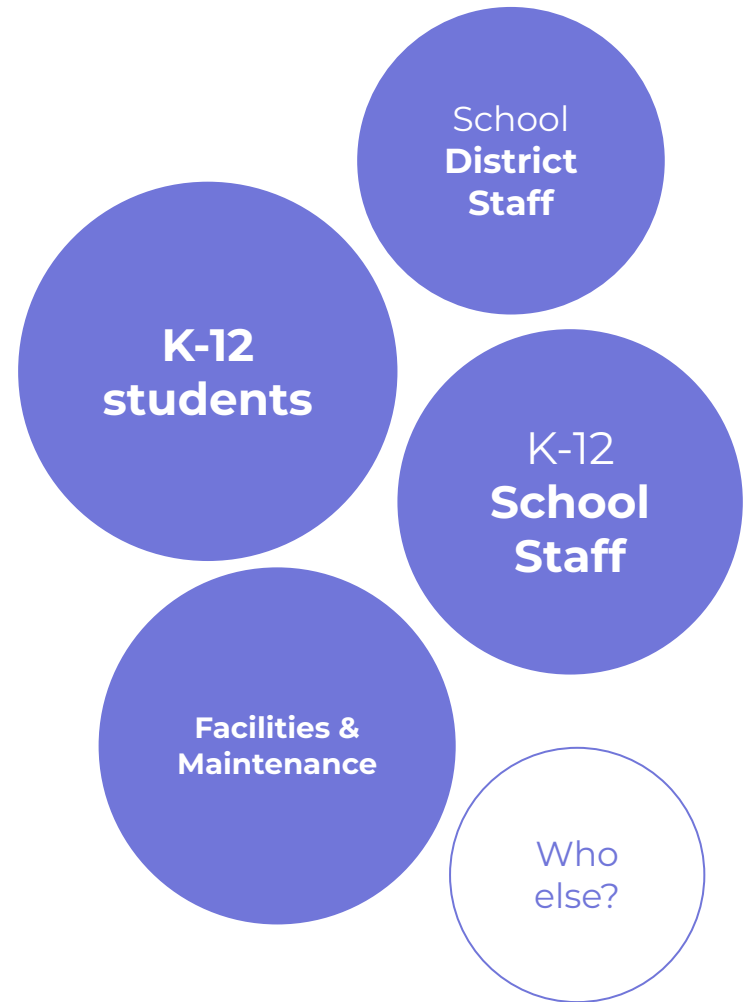 School
District
Staff
K-12
students
K-12
School
Staff
Facilities &
Maintenance
Who
else?